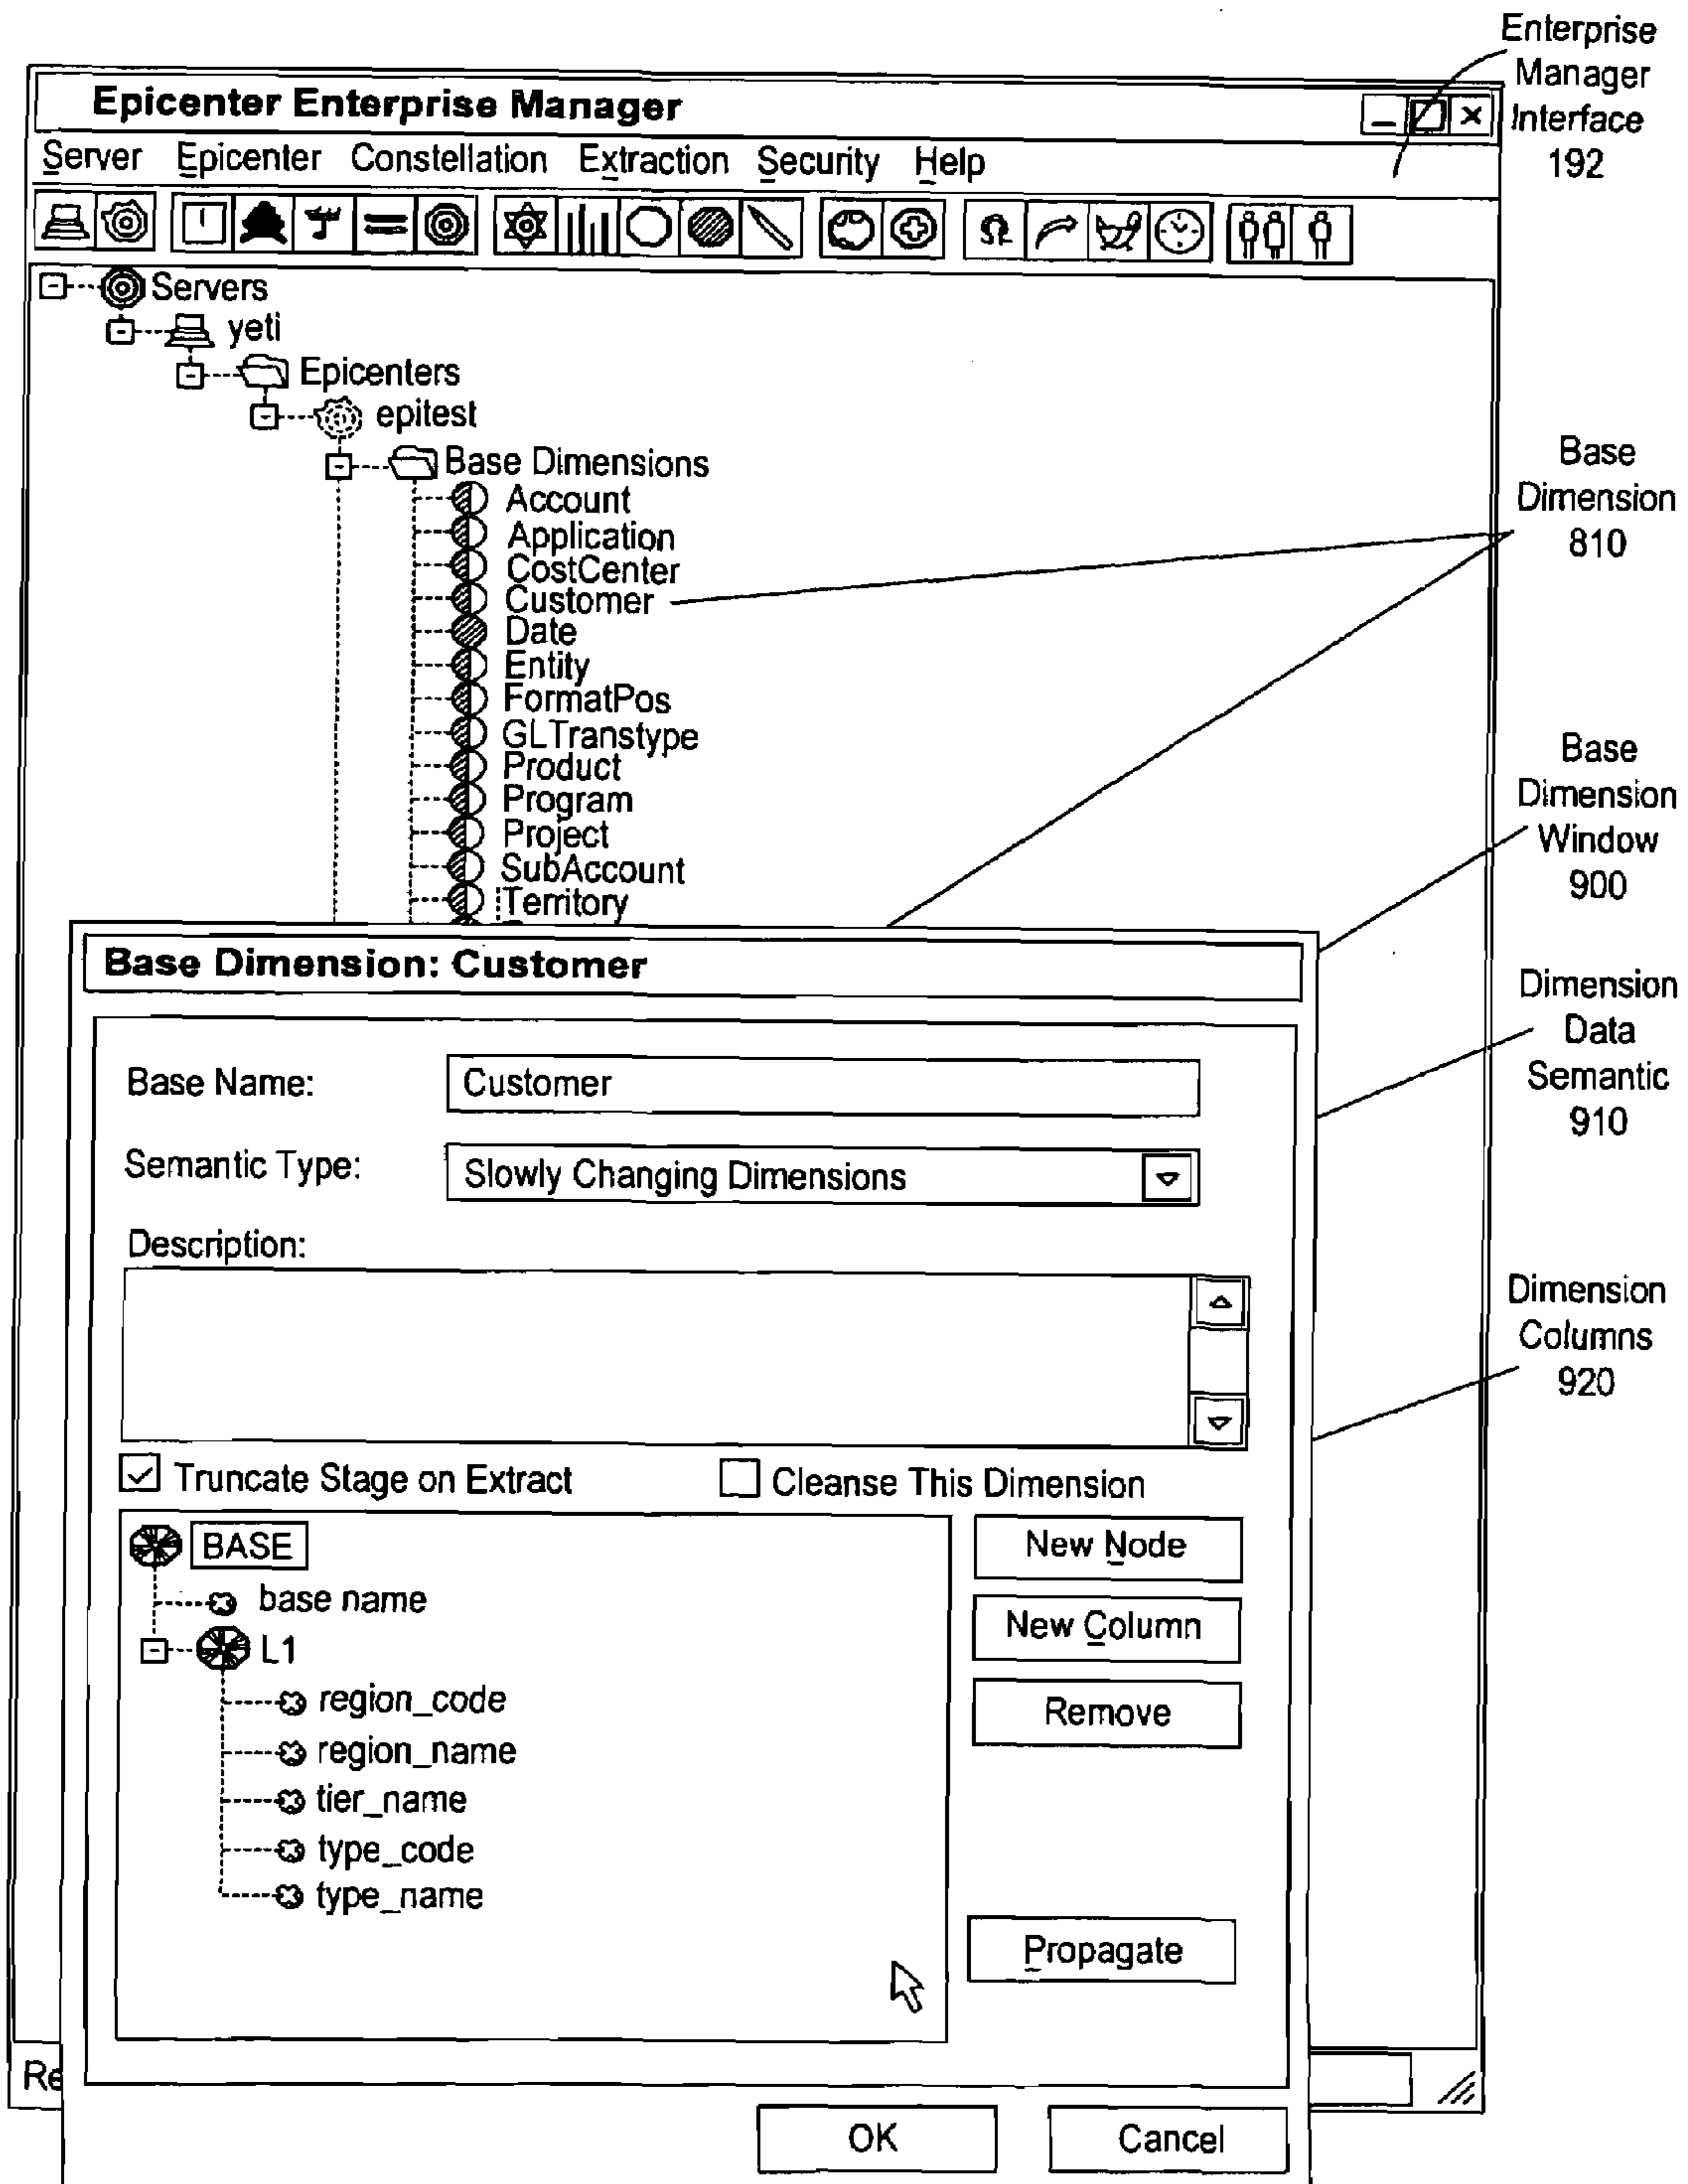 Enterprise
Manager
Interface
192
Epicenter Enterprise Manager
Server Epicenter Constellation Extraction Security Help
Servers
yeti
Epicenters
epitest
Base Dimensions
Account
Application
CostCenter
Customer
Date
Entity
FormatPos
GLTranstype
Product
Program
Project
SubAccount
Territory
Base
Dimension
810
Base
Dimension
Window
900
Dimension
Data
Semantic
910
Dimension
Columns
920
Base Dimension: Customer
Base Name: Customer
Semantic Type: Slowly Changing Dimensions
Description:
Truncate Stage on Extract Cleanse This Dimension
BASE
base name
L1
region_code
region_name
tier_name
type_code
type_name
New Node
New Column
Remove
Propagate
Re
OK Cancel